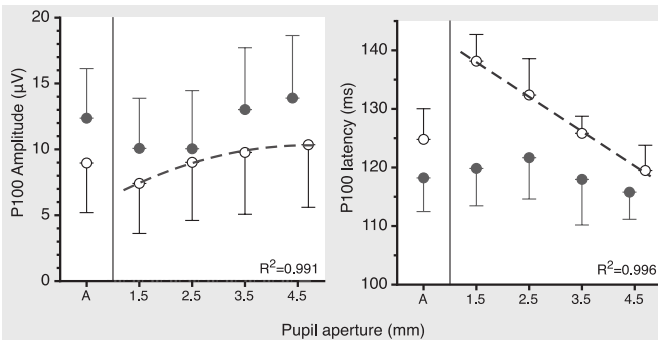 P100 Amplitude (µV)
20
15
10
5
0
A
1.5
2.5
3.5
4.5
R²=0.991
P100 latency (ms)
140
130
120
110
100
A
1.5
2.5
3.5
4.5
R²=0.996
Pupil aperture (mm)